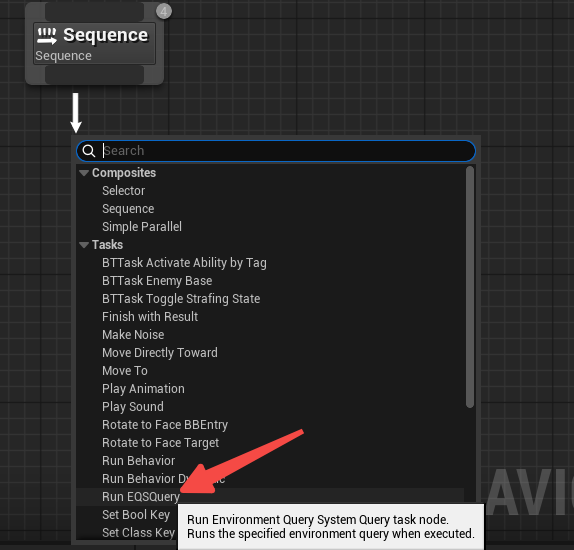 4
Sequence
Sequence
Search
Composites
Selector
Sequence
Simple Parallel
Tasks
BTTask Activate Ability by Tag
BTTask Enemy Base
BTTask Toggle Strafing State
Finish with Result
Make Noise
Move Directly Toward
Move To
Play Animation
Play Sound
Rotate to Face BBEntry
Rotate to Face Target
Run Behavior
Run Behavior
Run EQSQuery
Set Bool Key
Set Class Key
Run Environment Query System Query task node.
Runs the specified environment query when executed.